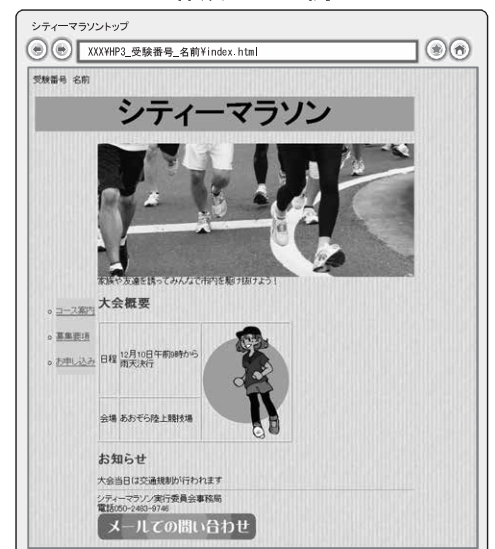 シティーマラソントップ
XXX¥HP3_受験番号_名前¥index.html
受験番号 名前
シティーマラソン
家族や友達を誘ってみんなで市内を駆け抜けよう！
コース案内
募集要項
お申し込み
大会概要
日程 12月10日午前9時から
雨天決行
会場 あおぞら陸上競技場
お知らせ
大会当日は交通規制が行われます
シティーマラソン実行委員会事務局
電話050-2483-9746
メールでの問い合わせ